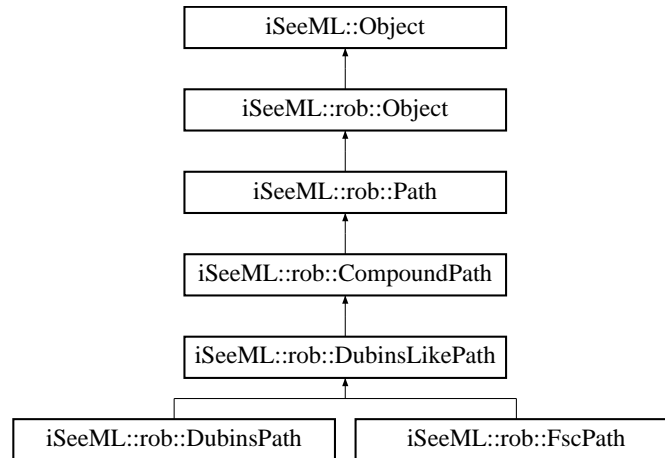 iSeeML::Object
iSeeML::rob::Object
iSeeML::rob::Path
iSeeML::rob::CompoundPath
iSeeML::rob::DubinsLikePath
iSeeML::rob::DubinsPath
iSeeML::rob::FscPath